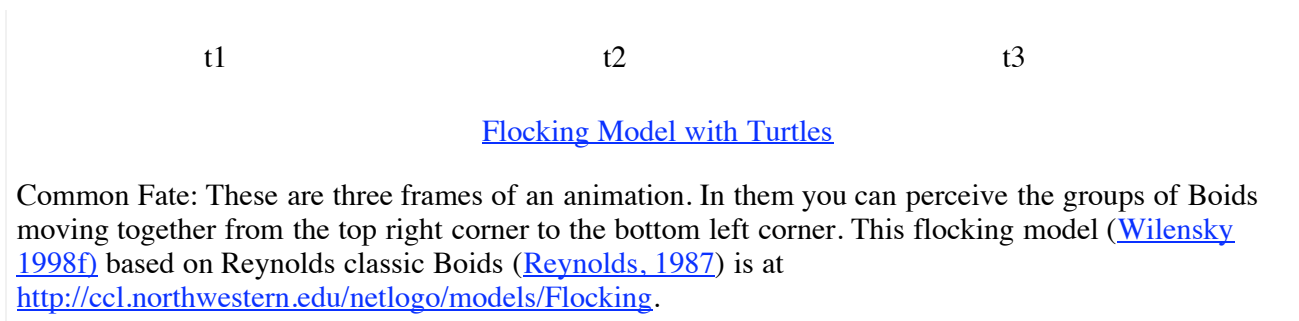 t1 t2 t3
Flocking Model with Turtles
Common Fate: These are three frames of an animation. In them you can perceive the groups of Boids
moving together from the top right corner to the bottom left corner. This flocking model (Wilensky
1998f) based on Reynolds classic Boids (Reynolds, 1987) is at
http://ccl.northwestern.edu/netlogo/models/Flocking.